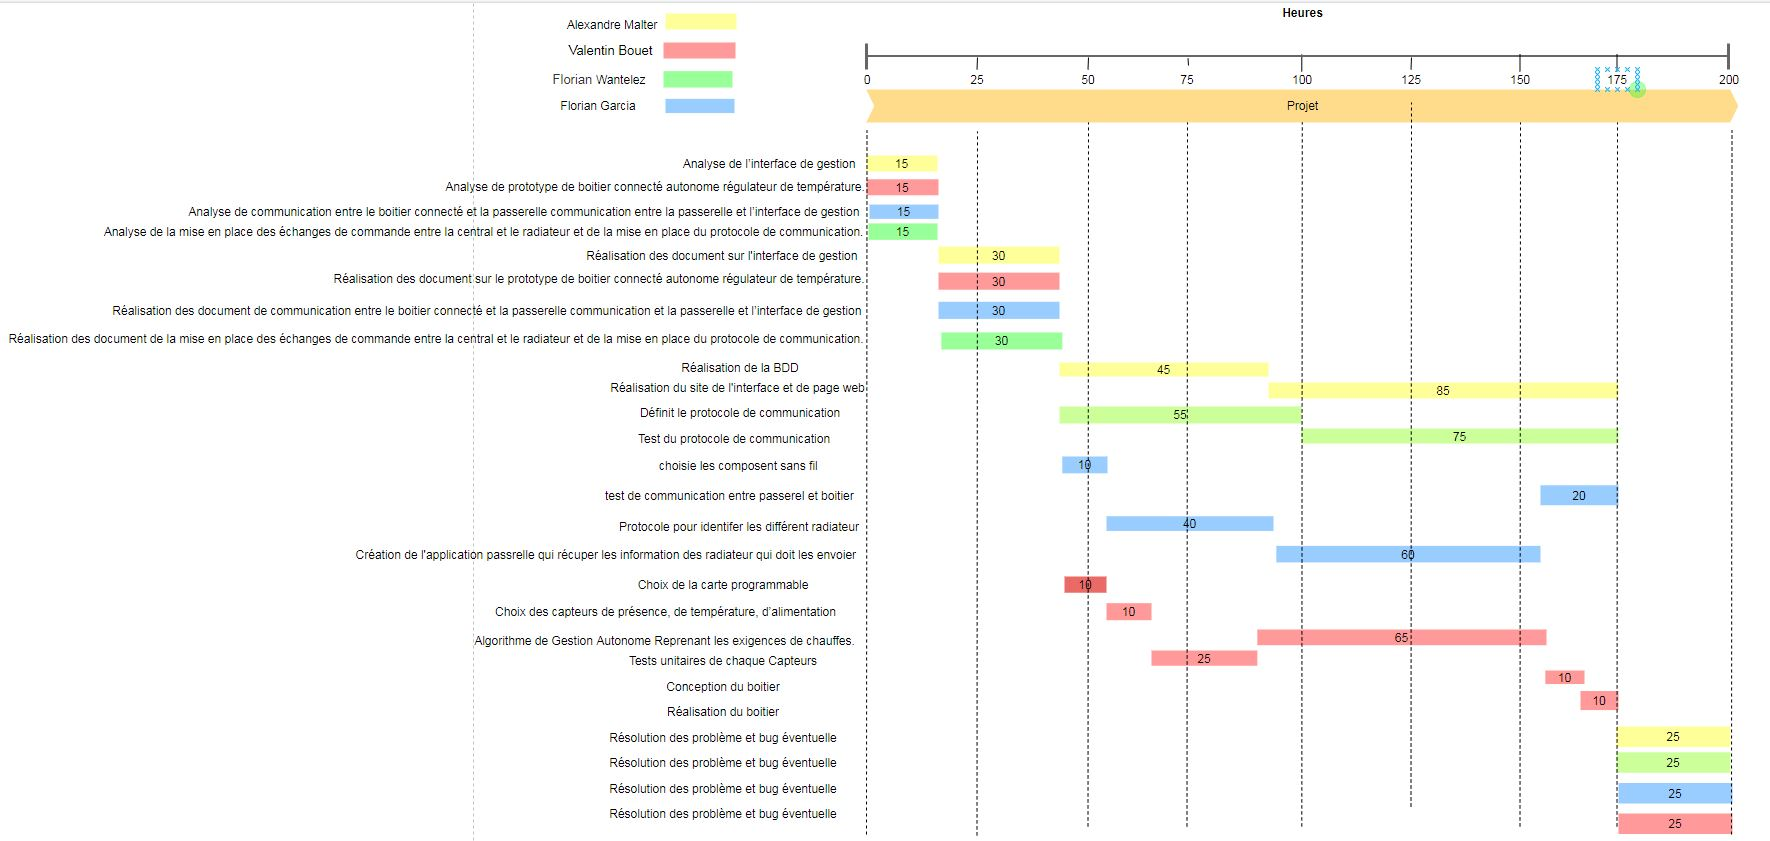 Heures
Alexandre Malter
Valentin Bouet
Florian Wantelez
Florian Garcia
0 25 50 75 100 125 150 175 200
Projet
Analyse de l'interface de gestion 15
Analyse de prototype de boitier connecté autonome régulateur de température. 15
Analyse de communication entre le boitier connecté et la passerelle communication entre la passerelle et l'interface de gestion 15
Analyse de la mise en place des échanges de commande entre la central et le radiateur et de la mise en place du protocole de communication. 15
Réalisation des document sur l'interface de gestion 30
Réalisation des document sur le prototype de boitier connecté autonome régulateur de température. 30
Réalisation des document de communication entre le boitier connecté et la passerelle communication et la passerelle et l'interface de gestion 30
Réalisation des document de la mise en place des échanges de commande entre la central et le radiateur et de la mise en place du protocole de communication. 30
Réalisation de la BDD 45
Réalisation du site de l'interface et de page web 85
Définit le protocole de communication 55
Test du protocole de communication 75
choisie les composent sans fil 10
test de communication entre passerel et boitier 20
Protocole pour identifer les différent radiateur 40
Création de l'application passrelle qui récuper les information des radiateur qui doit les envoier 60
Choix de la carte programmable 10
Choix des capteurs de présence, de température, d'alimentation 10
Algorithme de Gestion Autonome Reprenant les exigences de chauffes. 65
Tests unitaires de chaque Capteurs 25
Conception du boitier 10
Réalisation du boitier 10
Résolution des problème et bug éventuelle 25
Résolution des problème et bug éventuelle 25
Résolution des problème et bug éventuelle 25
Résolution des problème et bug éventuelle 25